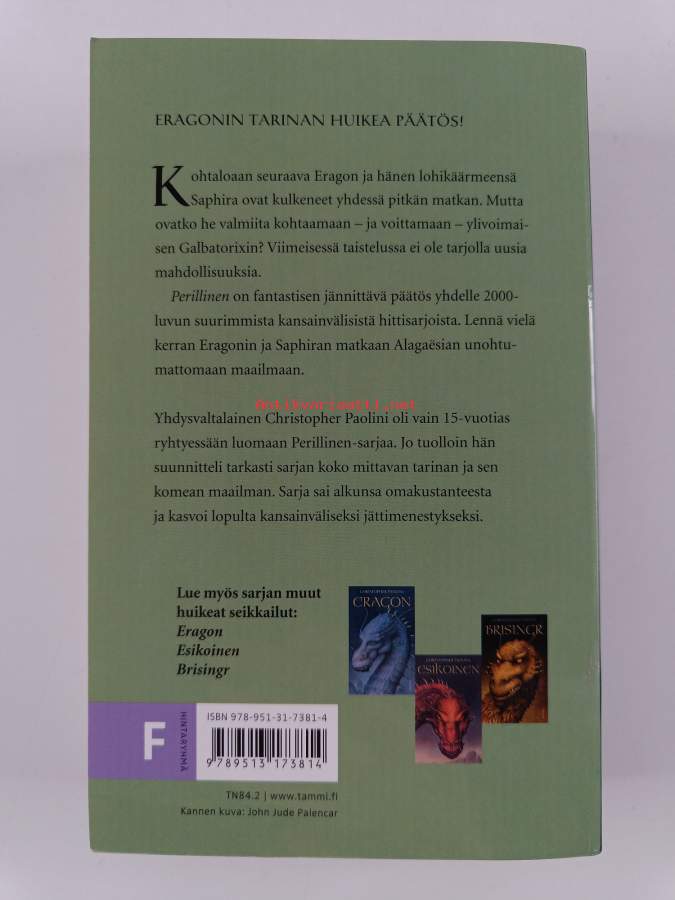 ERAGONIN TARINAN HUIKEA PÄÄTÖS!
Kohtaloaan seuraava Eragon ja hänen lohikäärmeensä
Saphira ovat kulkeneet yhdessä pitkän matkan. Mutta
ovatko he valmiita kohtaamaan – ja voittamaan – ylivoimai-
sen Galbatorixin? Viimeisessä taistelussa ei ole tarjolla uusia
mahdollisuuksia.
Perillinen on fantastisen jännittävä päätös yhdelle 2000-
luvun suurimmista kansainvälisistä hittisarjoista. Lennä vielä
kerran Eragonin ja Saphiran matkaan Alagaësian unohtu-
mattomaan maailmaan.
Antikvariaatti.net
Yhdysvaltalainen Christopher Paolini oli vain 15-vuotias
ryhtyessään luomaan Perillinen-sarjaa. Jo tuolloin hän
suunnitteli tarkasti sarjan koko mittavan tarinan ja sen
komean maailman. Sarja sai alkunsa omakustanteesta
ja kasvoi lopulta kansainväliseksi jättimenestykseksi.
Lue myös sarjan muut
huikeat seikkailut:
Eragon
Esikoinen
Brisingr
CHRISTOPHER PAOLINI
ERAGON
CHRISTOPHER PAOLINI
ESIKOINEN
CHRISTOPHER PAOLINI
BRISINGR
F
HINTARYHMÄ
ISBN 978-951-31-7381-4
9789513173814
TN84.2 | www.tammi.fi
Kannen kuva: John Jude Palencar